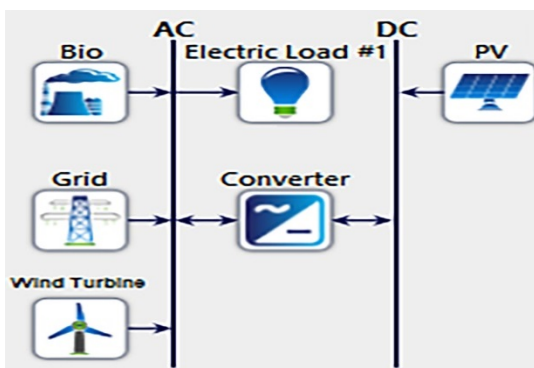 AC DC
Bio Electric Load #1 PV
Grid Converter
Wind Turbine